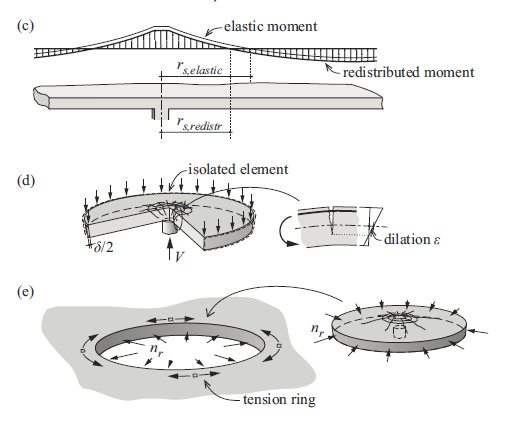 (c)
elastic moment
r_s,elastic
redistributed moment
r_s,redistr
(d)
isolated element
δ/2
V
dilation ε
(e)
n_r
n_r
tension ring